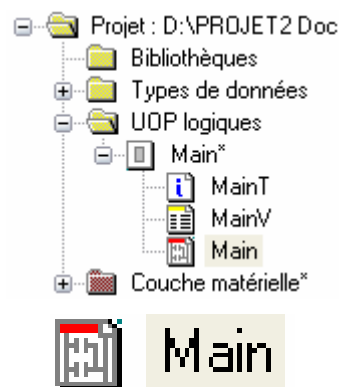 Projet : D:\PROJET2 Doc
Bibliothèques
Types de données
UOP logiques
Main*
MainT
MainV
Main
Couche matérielle*
Main